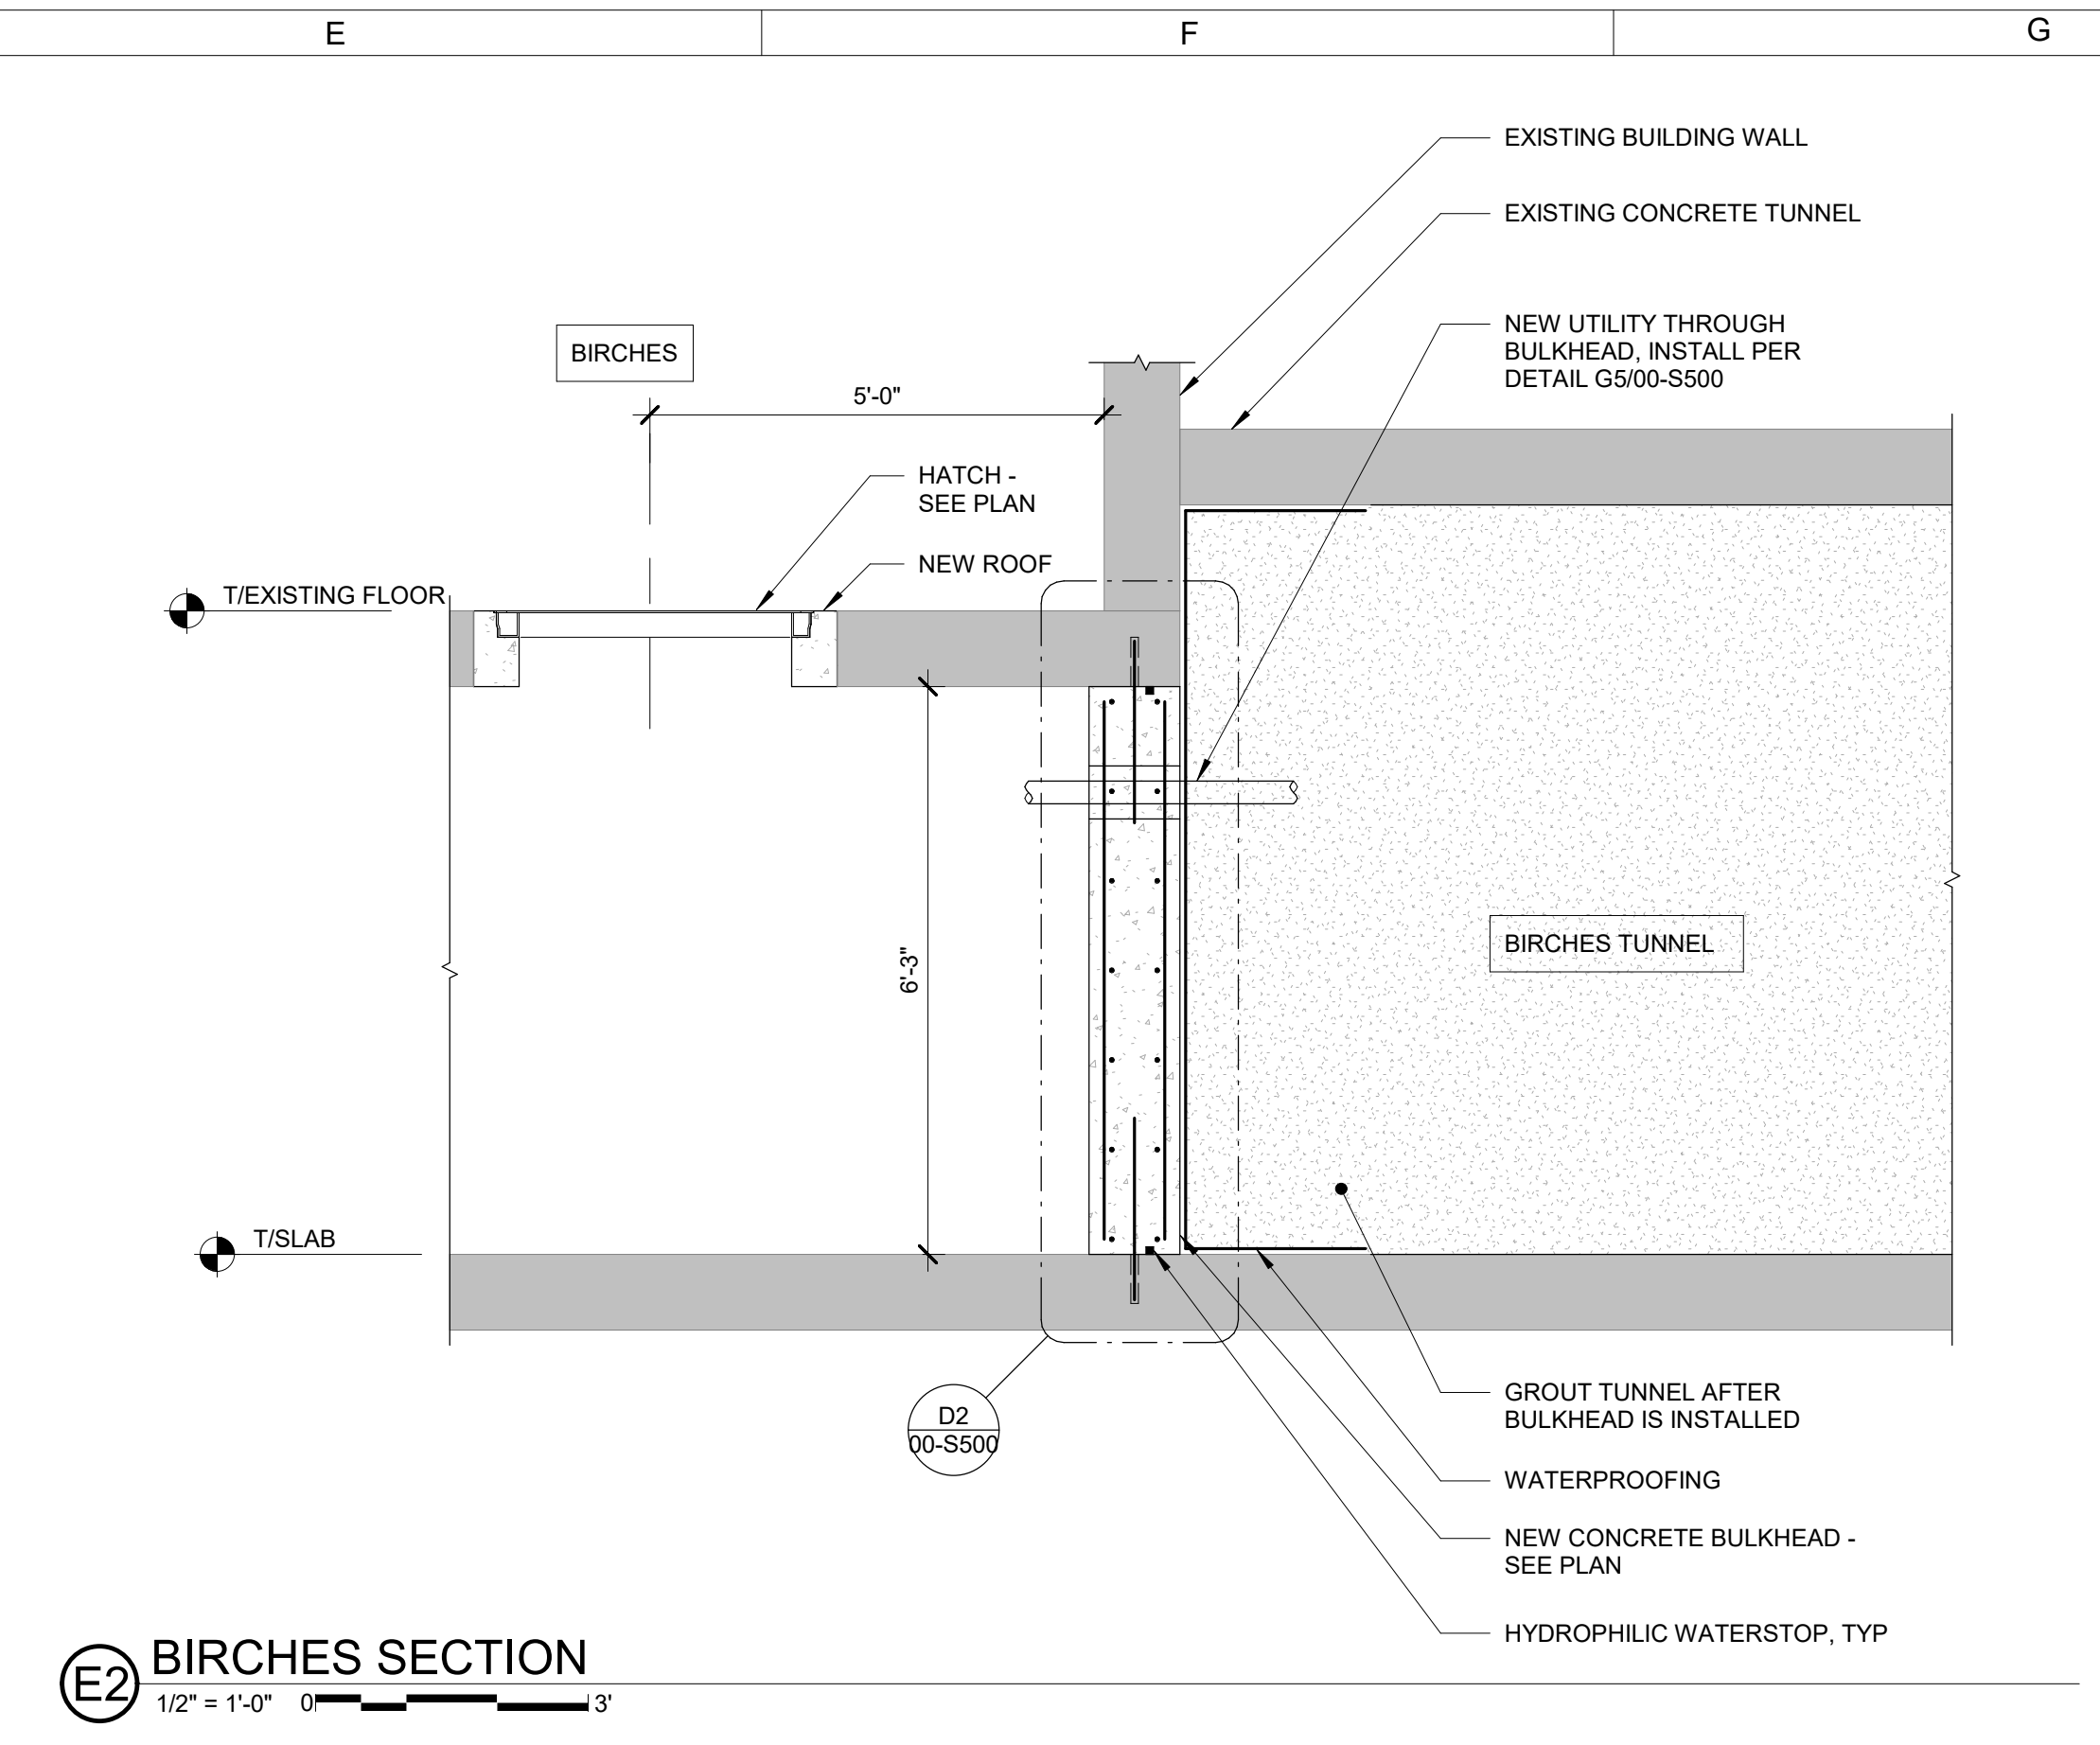 E
F
G
EXISTING BUILDING WALL
EXISTING CONCRETE TUNNEL
NEW UTILITY THROUGH
BULKHEAD, INSTALL PER
DETAIL G5/00-S500
BIRCHES
5'-0"
HATCH -
SEE PLAN
NEW ROOF
T/EXISTING FLOOR
6'-3"
BIRCHES TUNNEL
T/SLAB
D2
00-S500
GROUT TUNNEL AFTER
BULKHEAD IS INSTALLED
WATERPROOFING
NEW CONCRETE BULKHEAD -
SEE PLAN
HYDROPHILIC WATERSTOP, TYP
E2
BIRCHES SECTION
1/2" = 1'-0"
0
3'